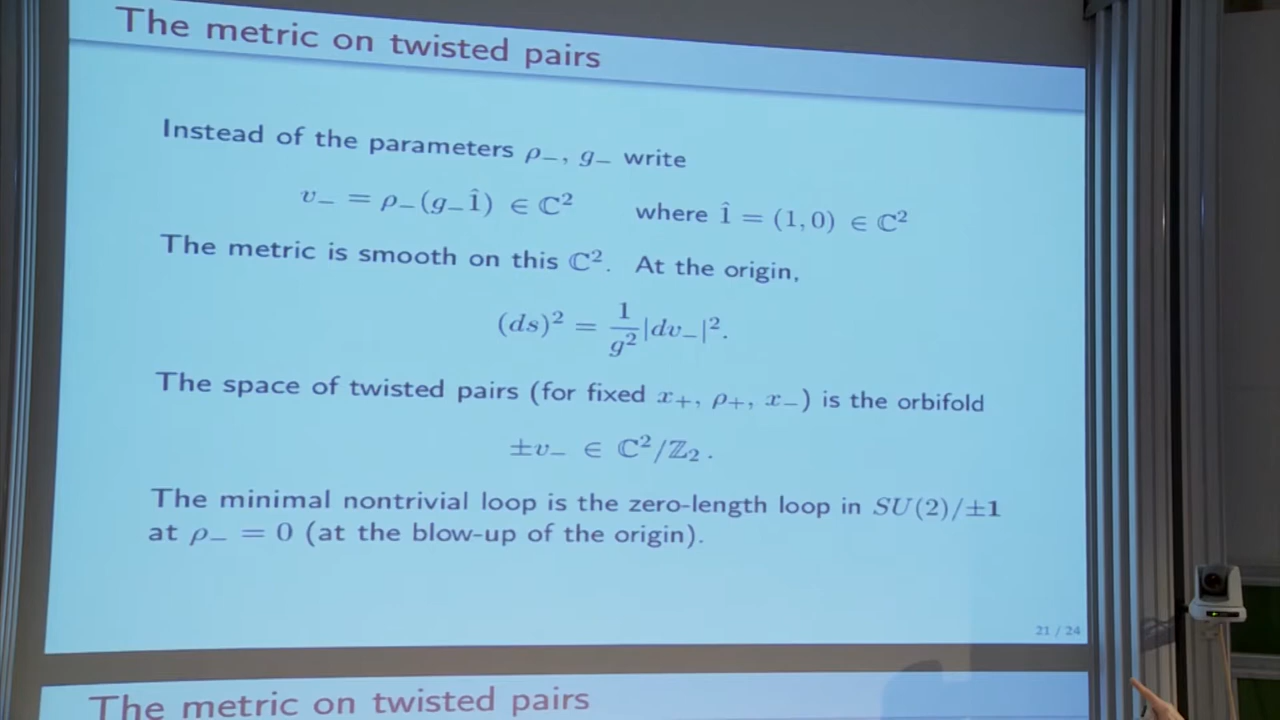 The metric on twisted pairs
Instead of the parameters ρ₋, g₋ write
v₋ = ρ₋(g₋1̂) ∈ ℂ² where 1̂ = (1, 0) ∈ ℂ²
The metric is smooth on this ℂ². At the origin,
(ds)² = 1/g² |dv₋|².
The space of twisted pairs (for fixed x₊, ρ₊, x₋) is the orbifold
±v₋ ∈ ℂ²/ℤ₂ .
The minimal nontrivial loop is the zero-length loop in SU(2)/±1
at ρ₋ = 0 (at the blow-up of the origin).
21 / 24
The metric on twisted pairs